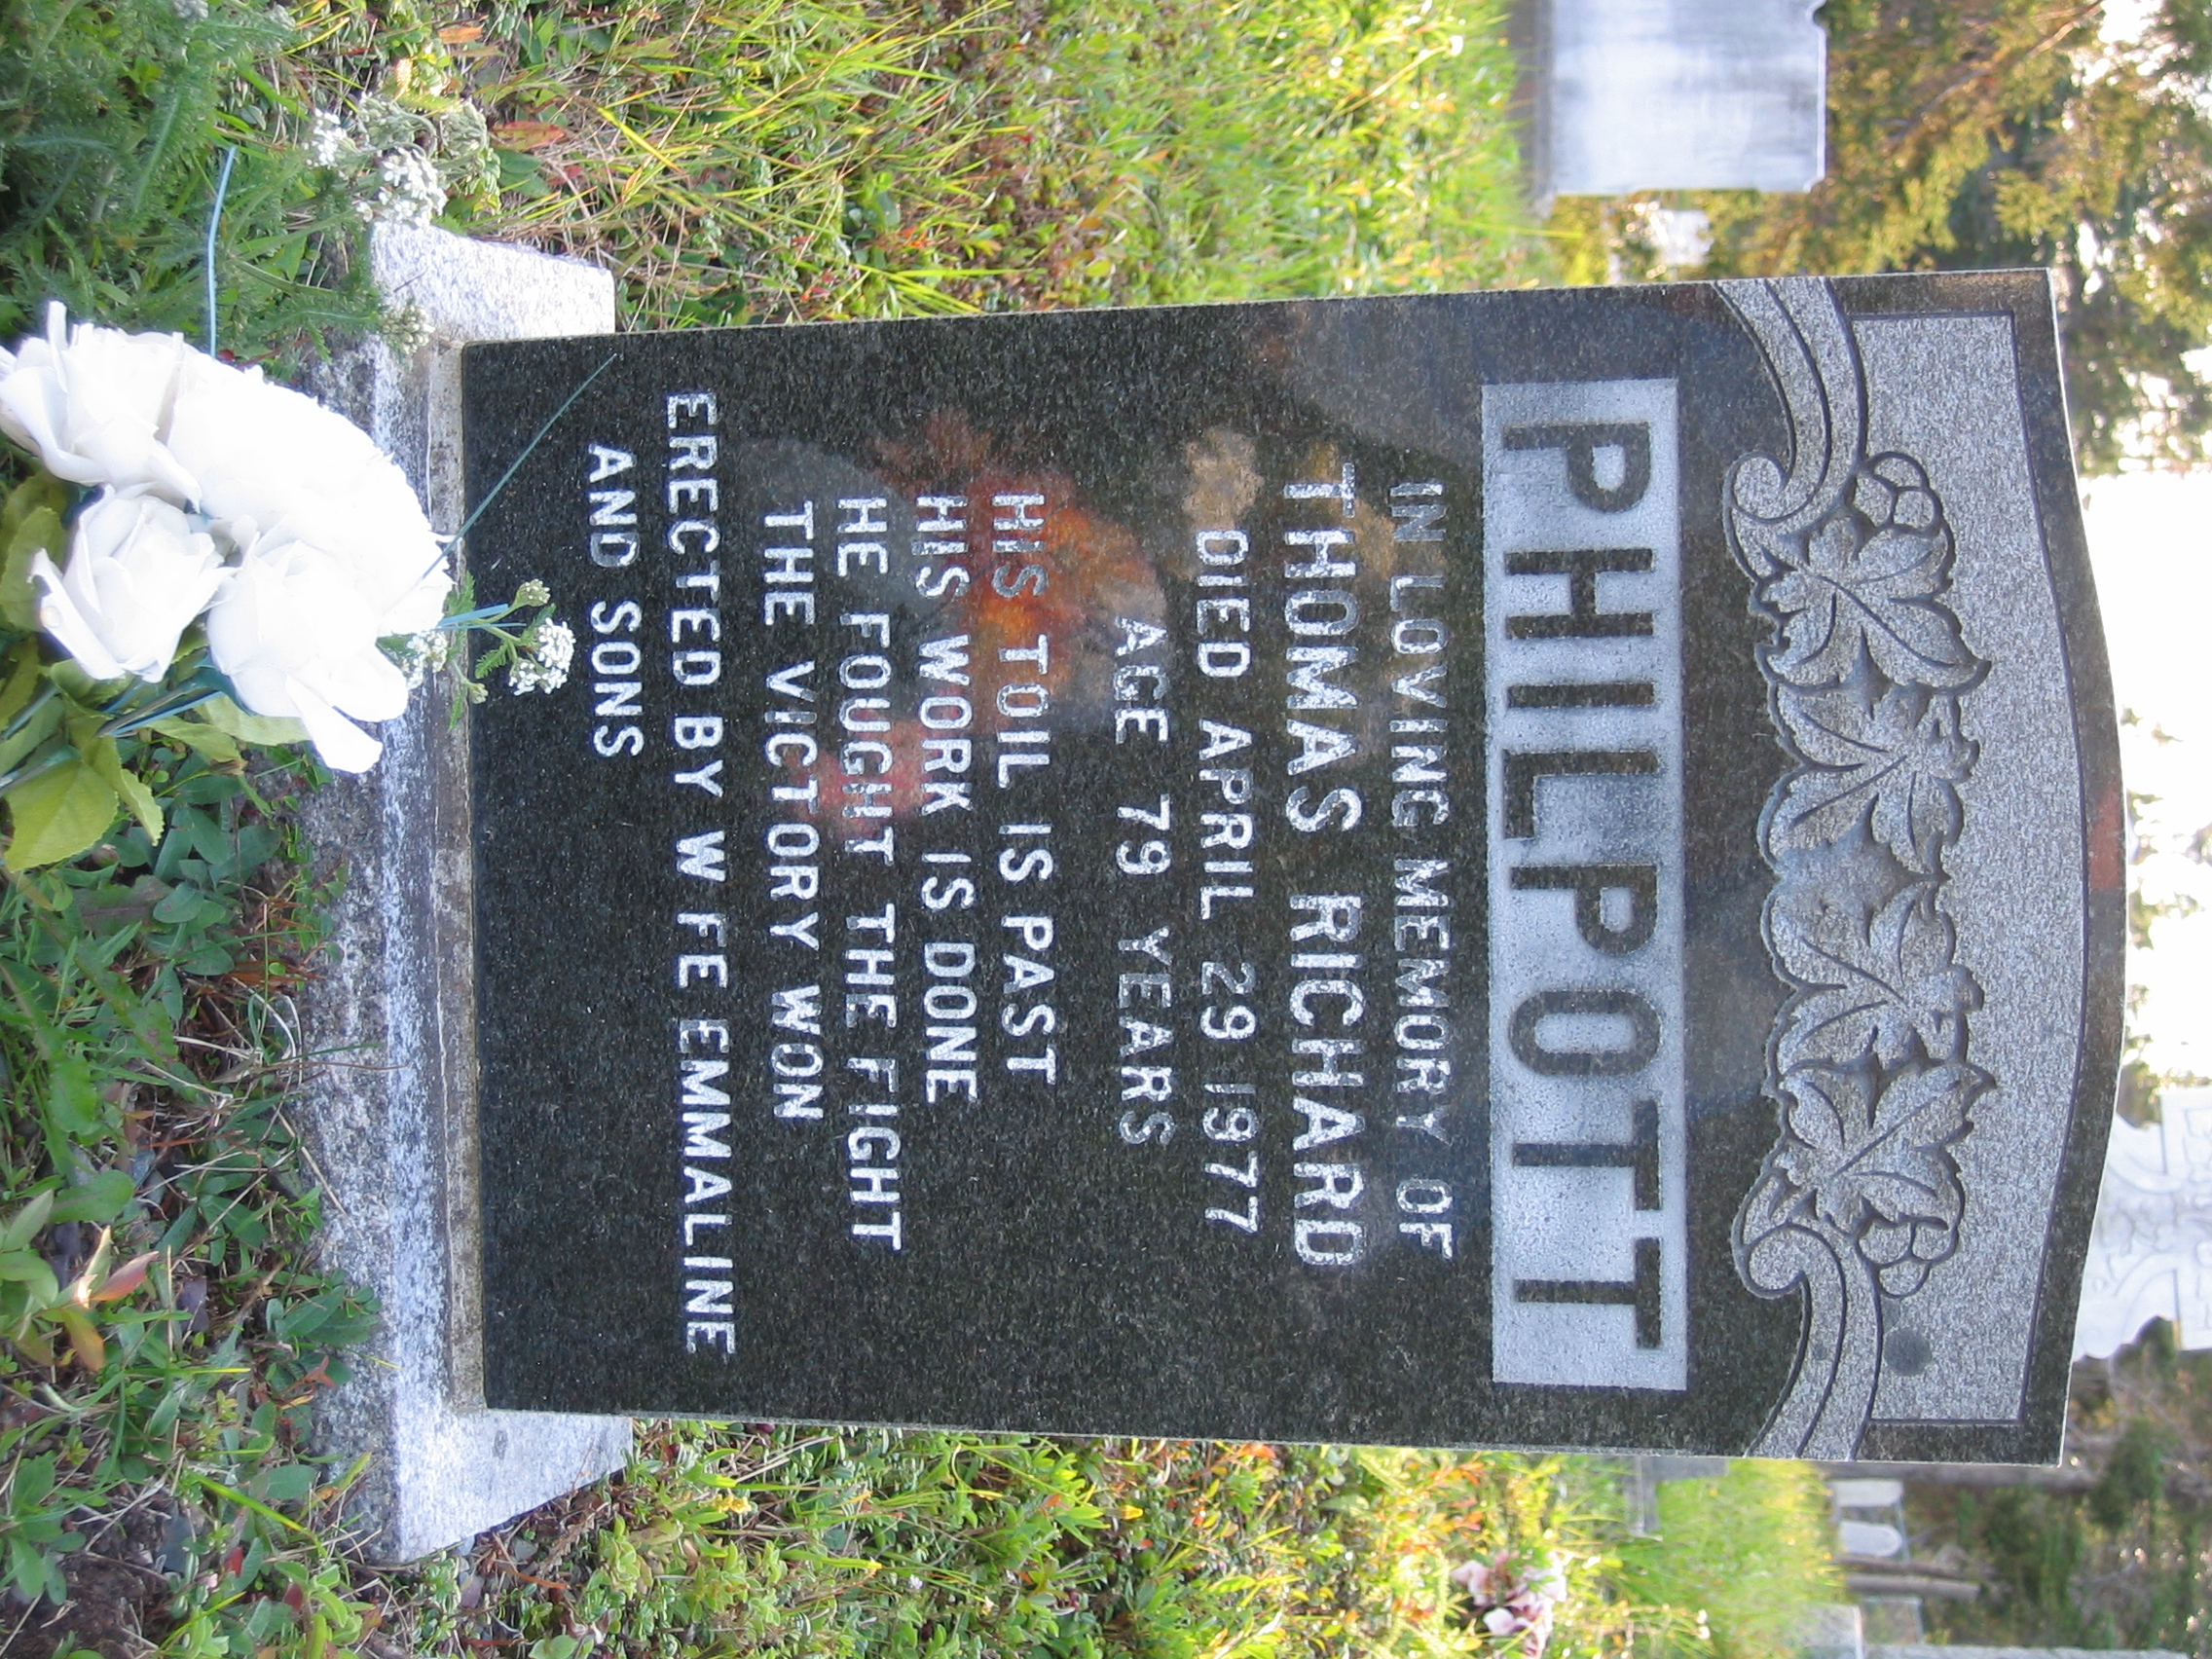 PHILPOTT
IN LOVING MEMORY OF
THOMAS RICHARD
DIED APRIL 29 1977
AGE 79 YEARS
HIS TOIL IS PAST
HIS WORK IS DONE
HE FOUGHT THE FIGHT
THE VICTORY WON
ERECTED BY W FE EMMALINE
AND SONS